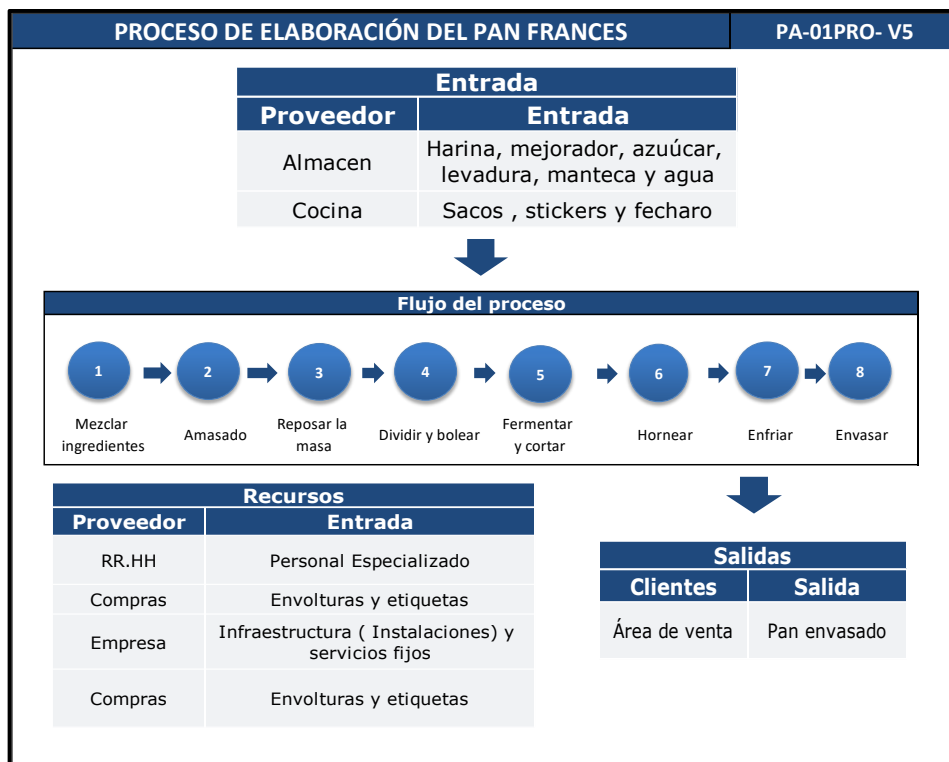 PROCESO DE ELABORACIÓN DEL PAN FRANCES
PA-01PRO- V5
Entrada
Proveedor
Entrada
Almacen
Harina, mejorador, azuúcar,
levadura, manteca y agua
Cocina
Sacos , stickers y fecharo
Flujo del proceso
1
2
3
4
5
6
7
8
Mezclar
ingredientes
Amasado
Reposar la
masa
Dividir y bolear
Fermentar
y cortar
Hornear
Enfriar
Envasar
Recursos
Proveedor
Entrada
RR.HH
Personal Especializado
Compras
Envolturas y etiquetas
Empresa
Infraestructura ( Instalaciones) y
servicios fijos
Compras
Envolturas y etiquetas
Salidas
Clientes
Salida
Área de venta
Pan envasado